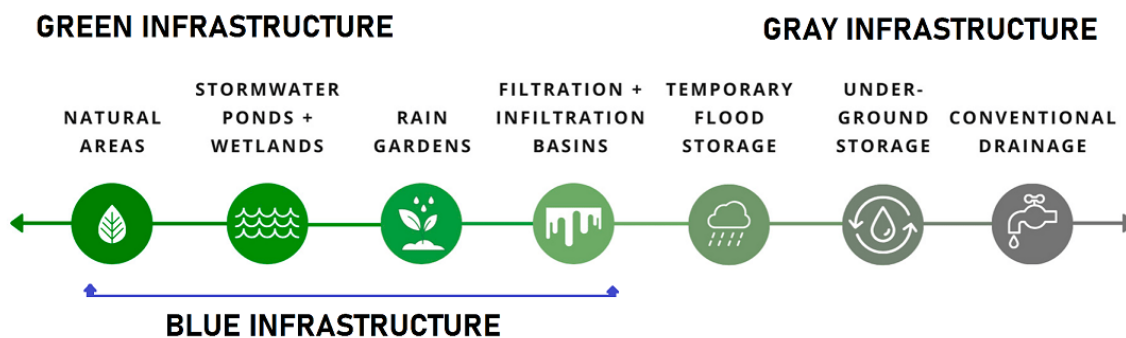 GREEN INFRASTRUCTURE
GRAY INFRASTRUCTURE
NATURAL
AREAS
STORMWATER
PONDS +
WETLANDS
RAIN
GARDENS
FILTRATION +
INFILTRATION
BASINS
TEMPORARY
FLOOD
STORAGE
UNDER-
GROUND
STORAGE
CONVENTIONAL
DRAINAGE
BLUE INFRASTRUCTURE